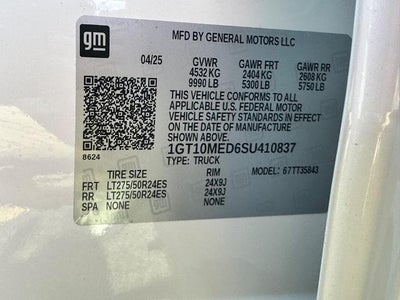 gm MFD BY GENERAL MOTORS LLC
04/25 GVWR GAWR FRT GAWR RR
4532 KG 2404 KG 2608 KG
9990 LB 5300 LB 5750 LB
THIS VEHICLE CONFORMS TO ALL
APPLICABLE U.S. FEDERAL MOTOR
VEHICLE SAFETY STANDARDS IN EFFECT
ON THE DATE OF MANUFACTURE
8624 1GT10MED6SU410837
TYPE: TRUCK MODEL: 67TT35843
TIRE SIZE RIM
FRT LT275/50R24ES 24X9J
RR LT275/50R24ES 24X9J
SPA NONE NONE